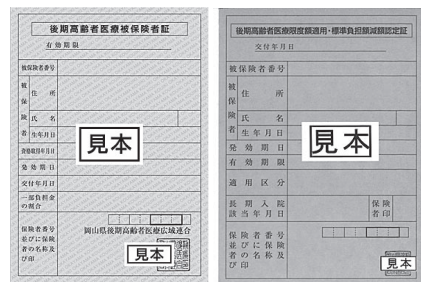 後期高齢者医療被保険者証
有効期限
被保険者番号
被保険者
住所
氏名
生年月日
資格取得年月日
発効期日
交付年月日
一部負担金
の割合
保険者番号
並びに保険
者の名称及
び印
岡山県後期高齢者医療広域連合
見本
見本
後期高齢者医療限度額適用・標準負担額減額認定証
交付年月日
被保険者番号
被保険者
住所
氏名
生年月日
発効期日
有効期限
適用区分
長期入院
該当年月日
保険
者印
保険者番号
並びに保険
者の名称及
び印
見本
見本